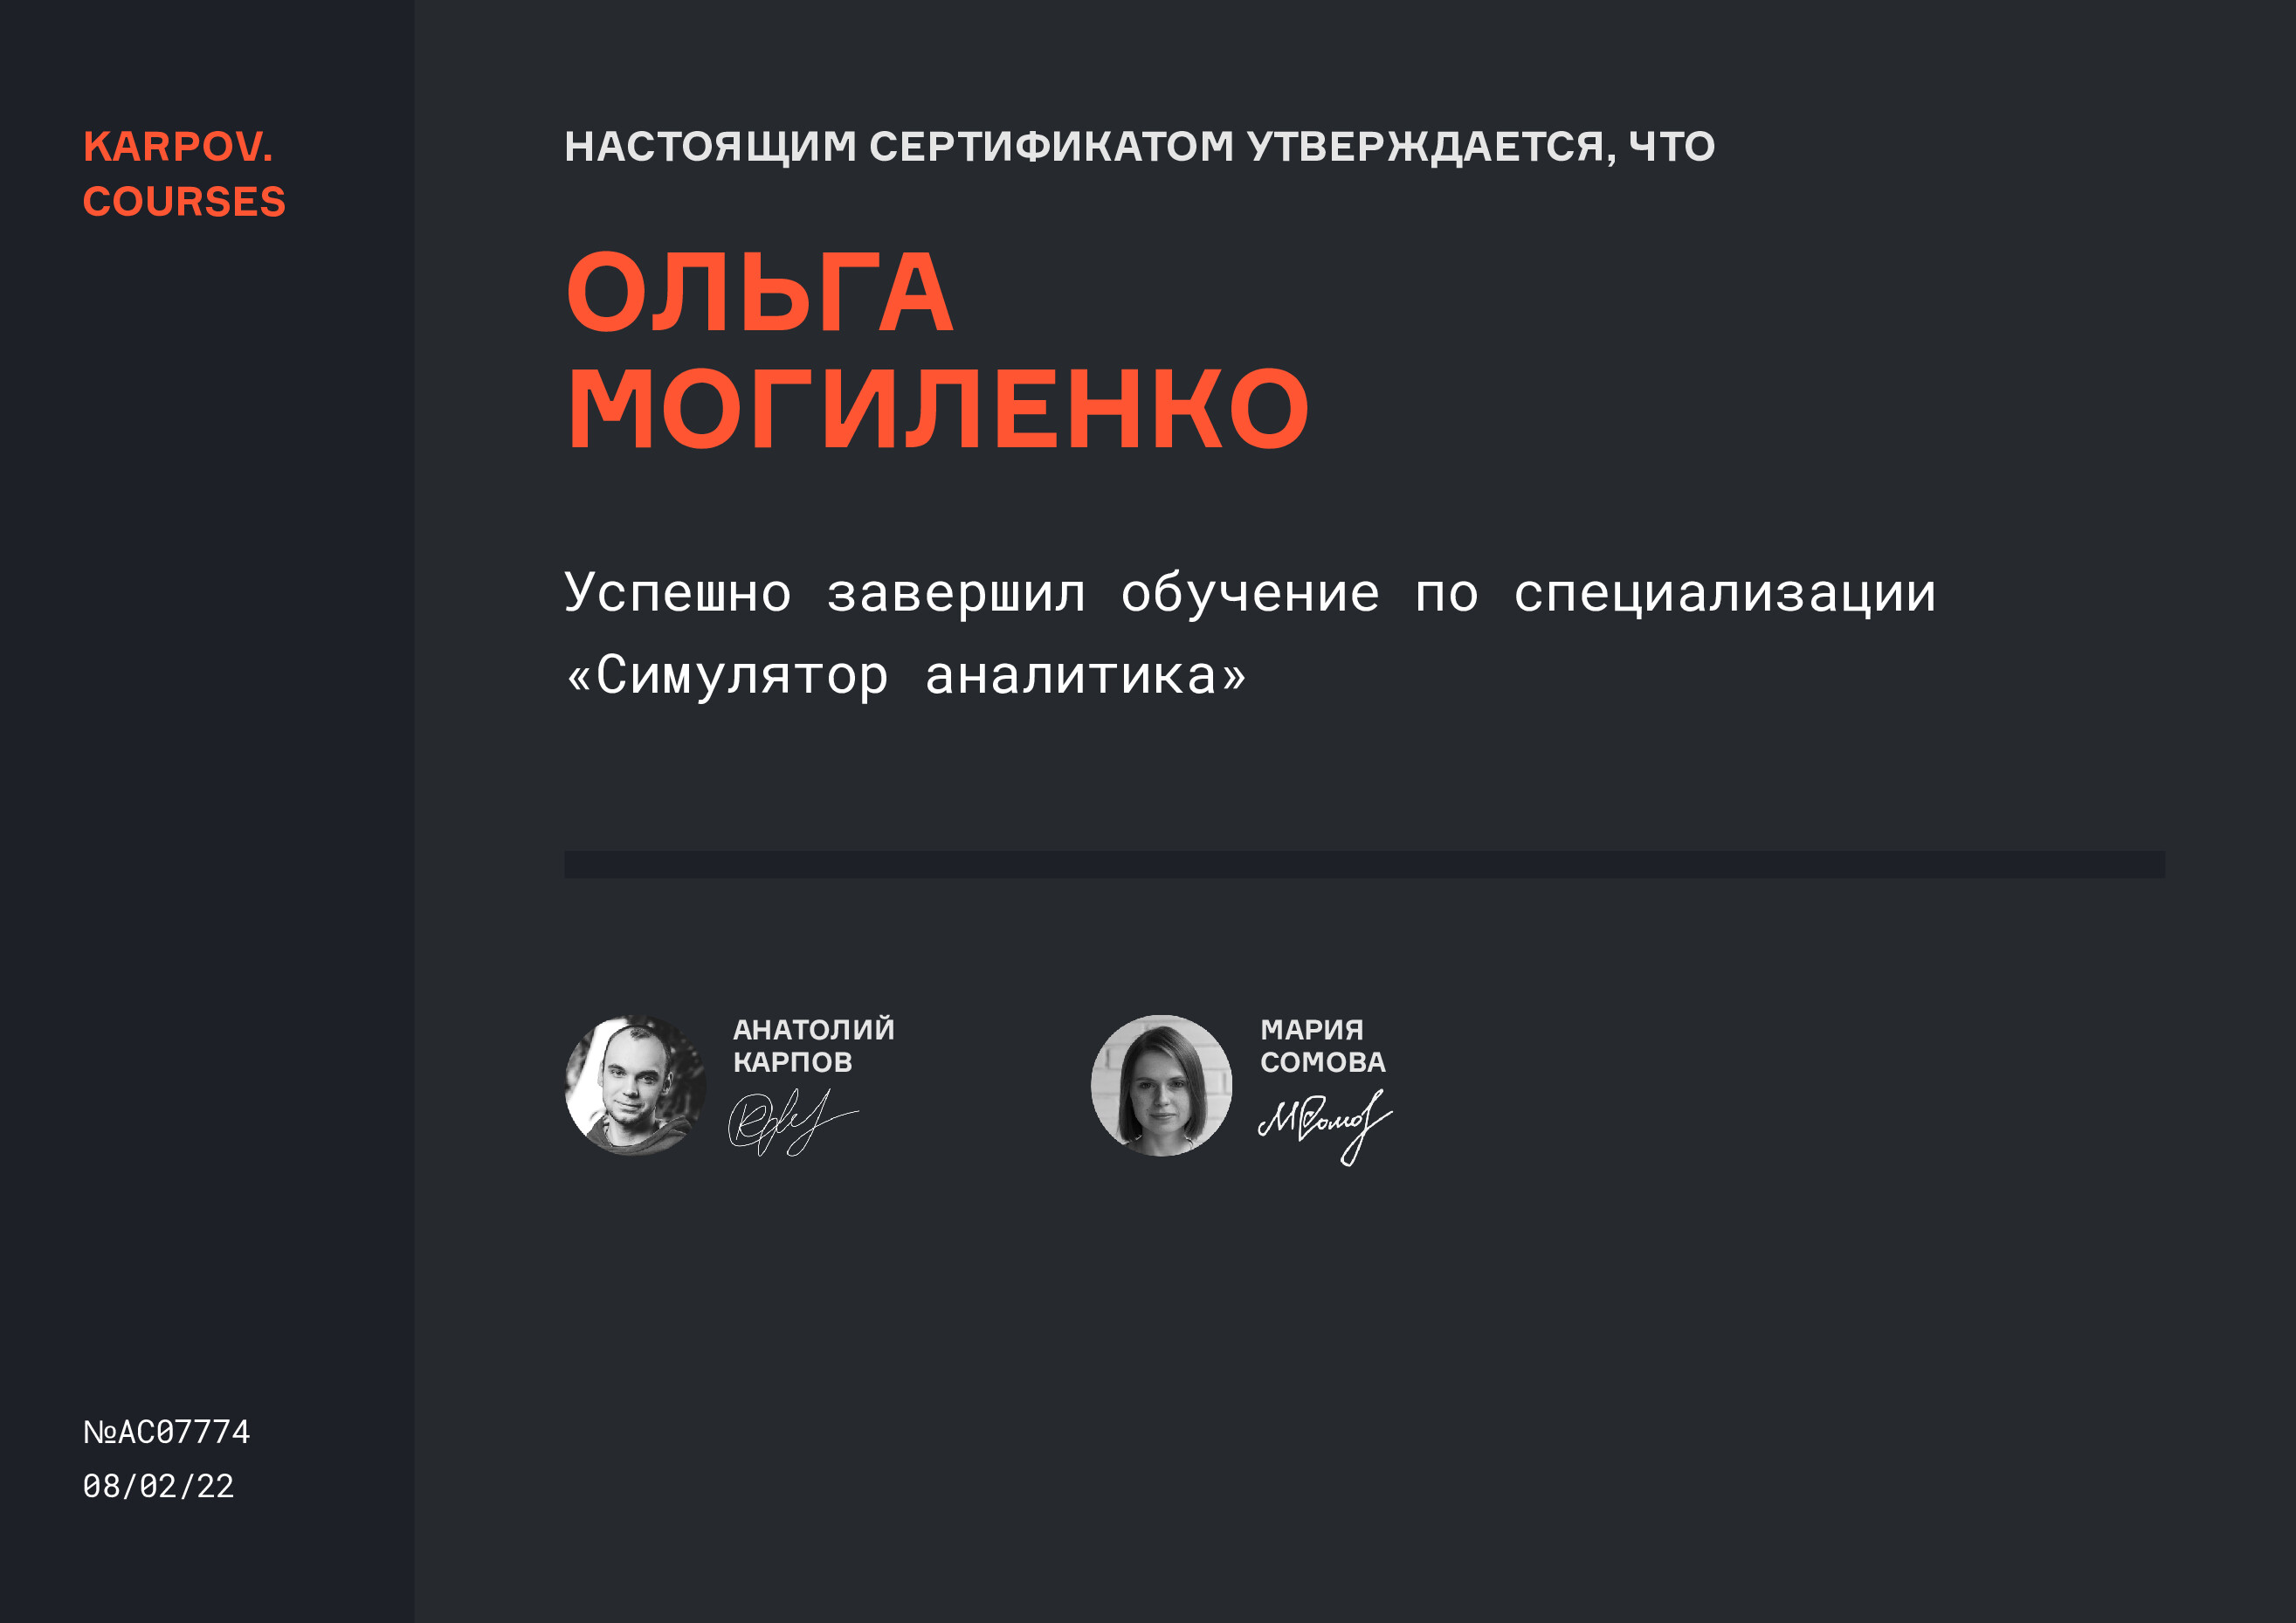 KARPOV.
COURSES
НАСТОЯЩИМ СЕРТИФИКАТОМ УТВЕРЖДАЕТСЯ, ЧТО
ОЛЬГА
МОГИЛЕНКО
Успешно завершил обучение по специализации
«Симулятор аналитика»
АНАТОЛИЙ
КАРПОВ
МАРИЯ
СОМОВА
№AC07774
08/02/22